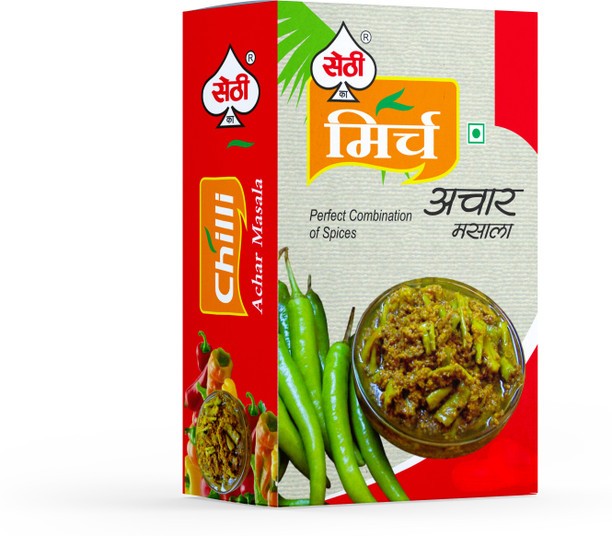 सेठी
®
का
Chilli
Achar Masala
सेठी
®
का
मिर्च
Perfect Combination
of Spices
अचार
मसाला